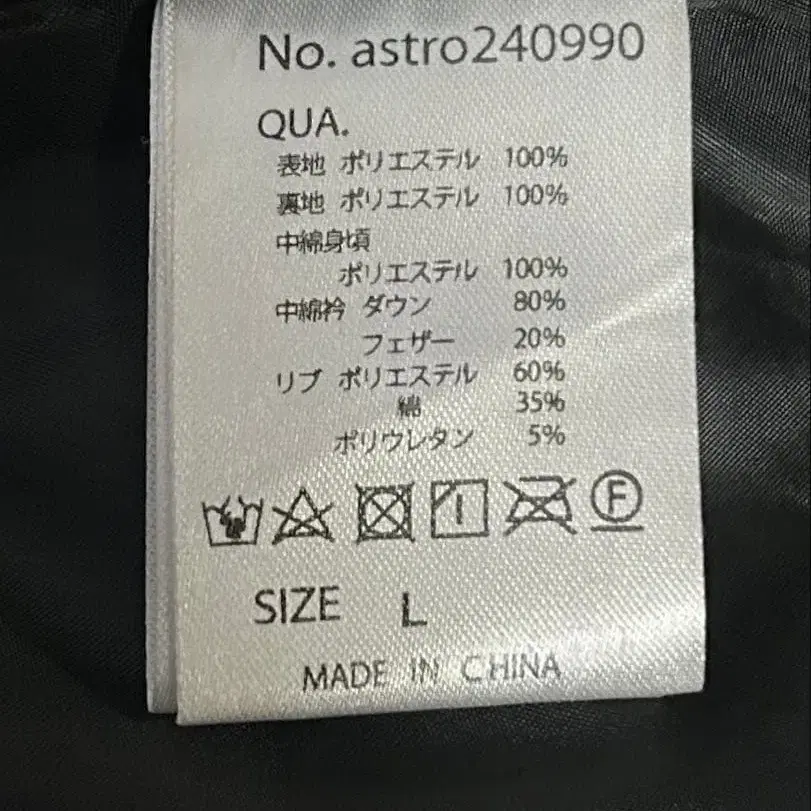 No. astro240990
QUA.
表地 ポリエステル 100%
裏地 ポリエステル 100%
中綿身頃
ポリエステル 100%
中綿衿 ダウン 80%
フェザー 20%
リブ ポリエステル 60%
綿 35%
ポリウレタン 5%
F
SIZE L
MADE IN CHINA